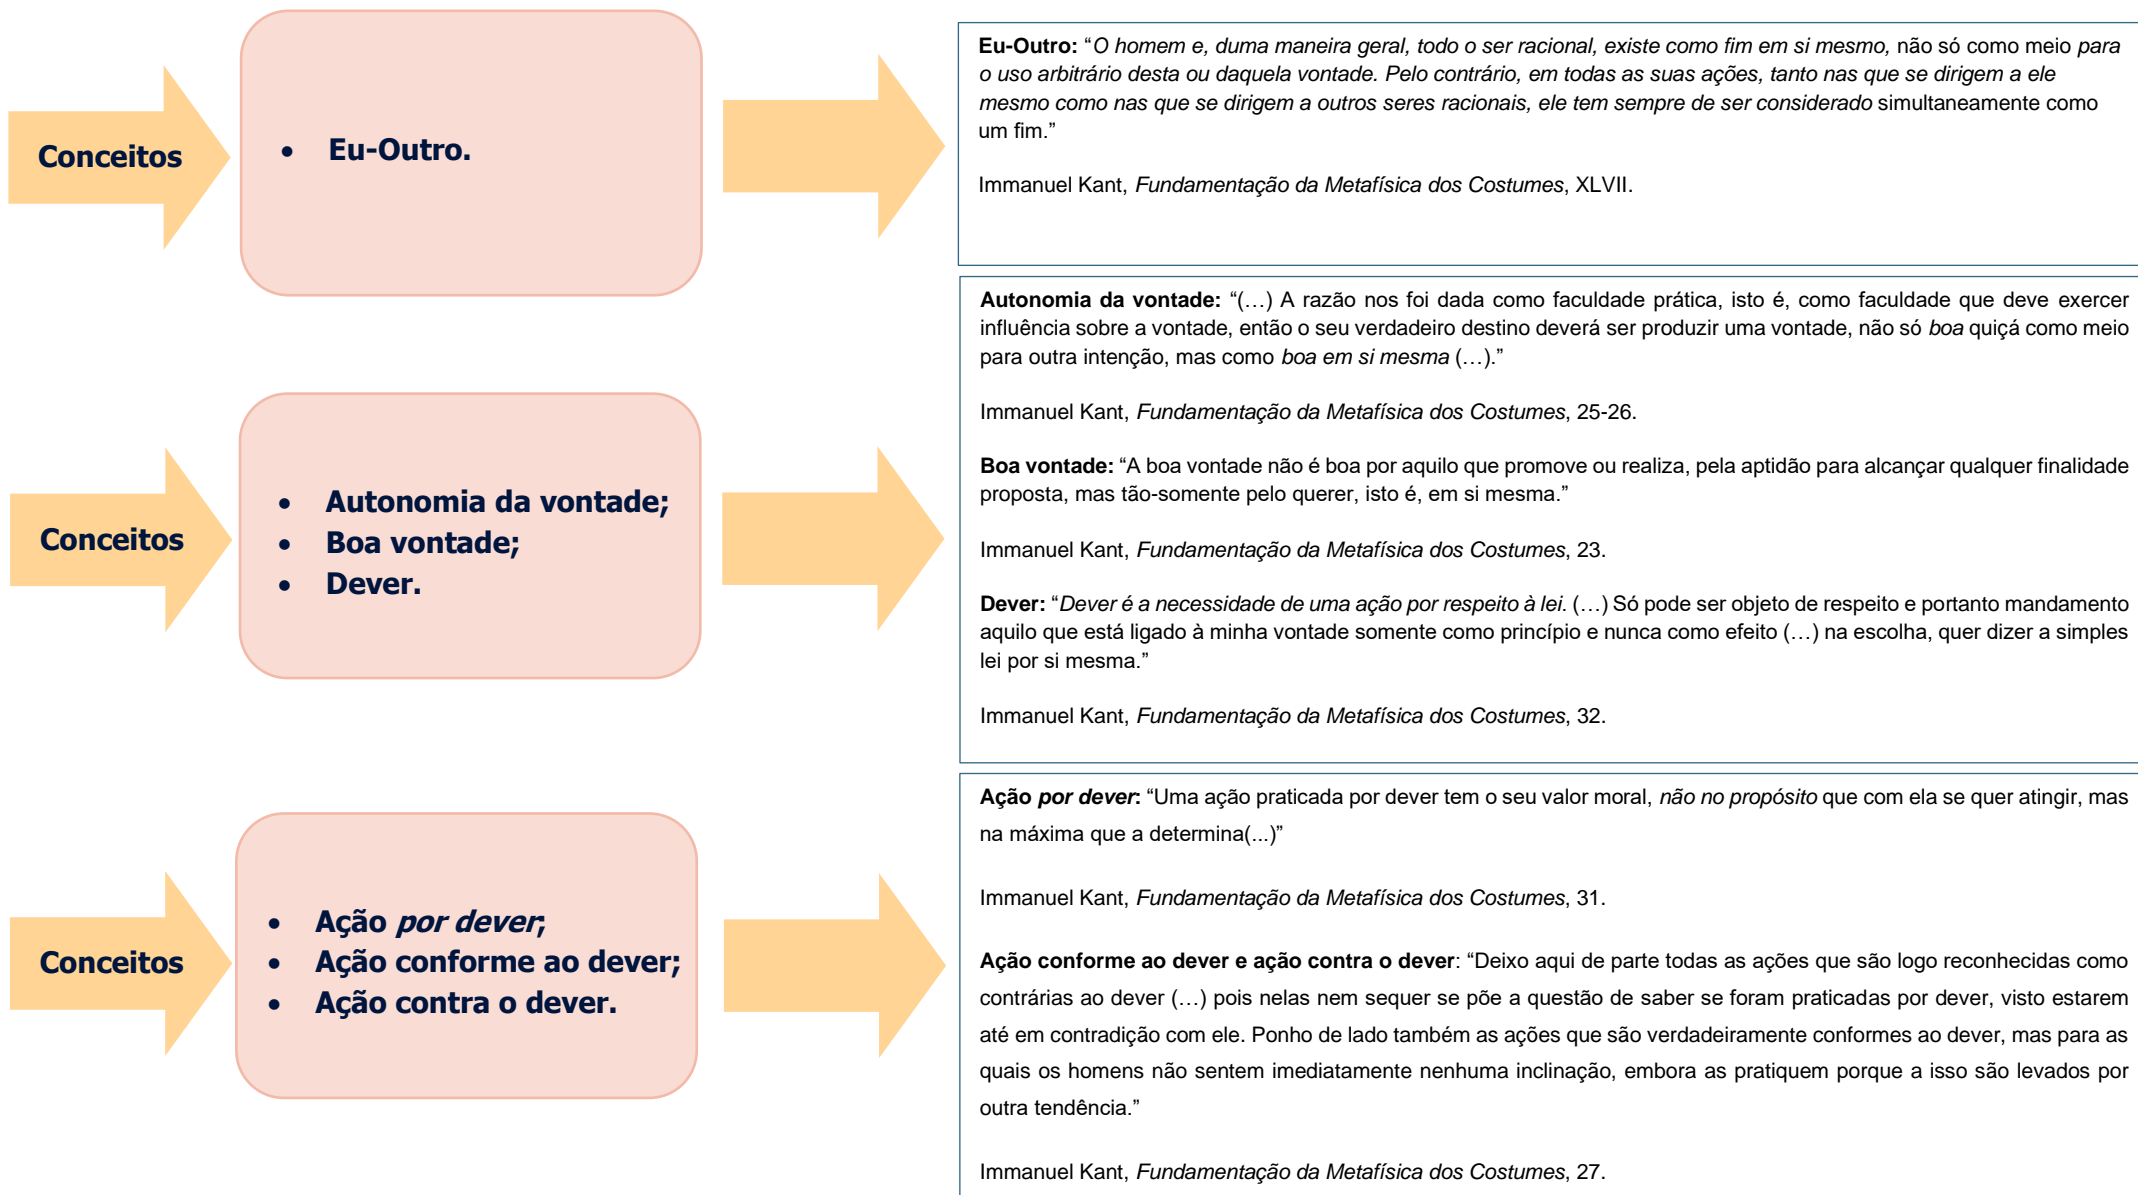 Conceitos
• Eu-Outro.
Eu-Outro: “O homem e, duma maneira geral, todo o ser racional, existe como fim em si mesmo, não só como meio para
o uso arbitrário desta ou daquela vontade. Pelo contrário, em todas as suas ações, tanto nas que se dirigem a ele
mesmo como nas que se dirigem a outros seres racionais, ele tem sempre de ser considerado simultaneamente como
um fim.”
Immanuel Kant, Fundamentação da Metafísica dos Costumes, XLVII.
Conceitos
• Autonomia da vontade;
• Boa vontade;
• Dever.
Autonomia da vontade: “(…) A razão nos foi dada como faculdade prática, isto é, como faculdade que deve exercer
influência sobre a vontade, então o seu verdadeiro destino deverá ser produzir uma vontade, não só boa quiçá como meio
para outra intenção, mas como boa em si mesma (…).”
Immanuel Kant, Fundamentação da Metafísica dos Costumes, 25-26.
Boa vontade: “A boa vontade não é boa por aquilo que promove ou realiza, pela aptidão para alcançar qualquer finalidade
proposta, mas tão-somente pelo querer, isto é, em si mesma.”
Immanuel Kant, Fundamentação da Metafísica dos Costumes, 23.
Dever: “Dever é a necessidade de uma ação por respeito à lei. (…) Só pode ser objeto de respeito e portanto mandamento
aquilo que está ligado à minha vontade somente como princípio e nunca como efeito (…) na escolha, quer dizer a simples
lei por si mesma.”
Immanuel Kant, Fundamentação da Metafísica dos Costumes, 32.
Conceitos
• Ação por dever;
• Ação conforme ao dever;
• Ação contra o dever.
Ação por dever: “Uma ação praticada por dever tem o seu valor moral, não no propósito que com ela se quer atingir, mas
na máxima que a determina(...)”
Immanuel Kant, Fundamentação da Metafísica dos Costumes, 31.
Ação conforme ao dever e ação contra o dever: “Deixo aqui de parte todas as ações que são logo reconhecidas como
contrárias ao dever (…) pois nelas nem sequer se põe a questão de saber se foram praticadas por dever, visto estarem
até em contradição com ele. Ponho de lado também as ações que são verdadeiramente conformes ao dever, mas para as
quais os homens não sentem imediatamente nenhuma inclinação, embora as pratiquem porque a isso são levados por
outra tendência.”
Immanuel Kant, Fundamentação da Metafísica dos Costumes, 27.